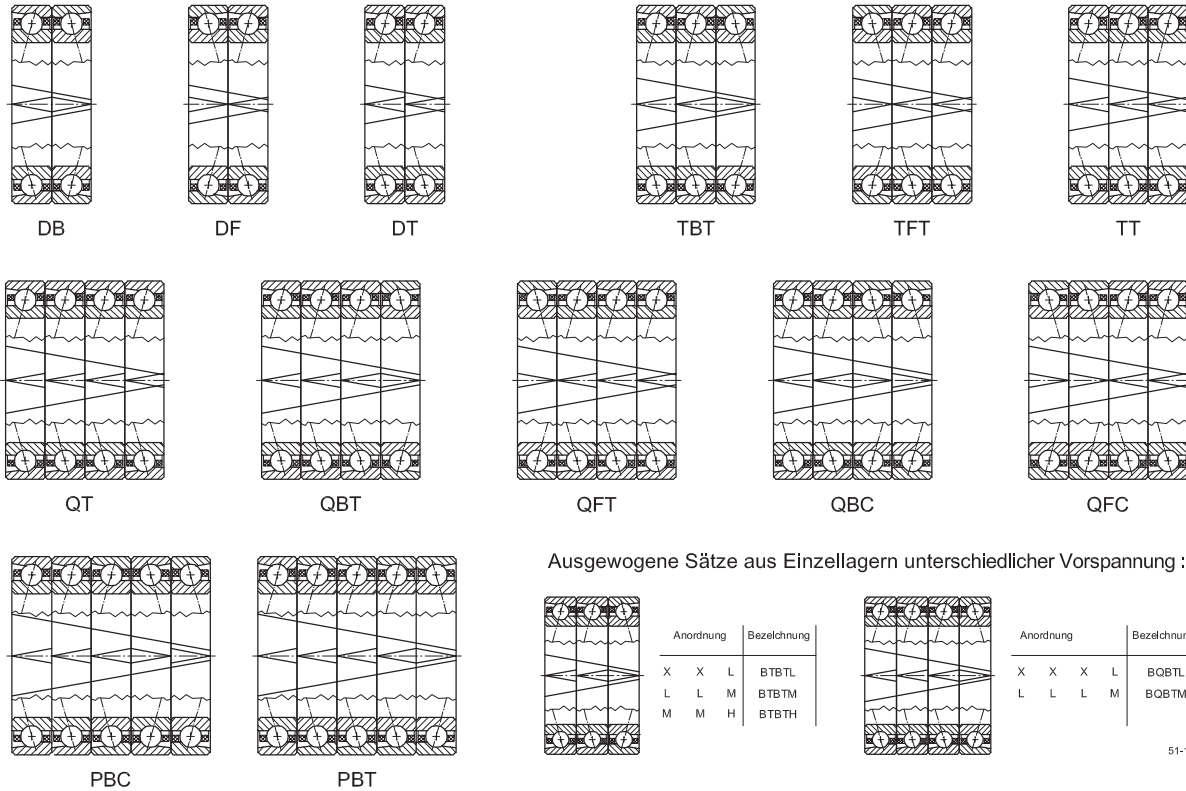 DB DF DT TBT TFT TT
QT QBT QFT QBC QFC
PBC PBT
Ausgewogene Sätze aus Einzellagern unterschiedlicher Vorspannung :
Anordnung Bezelchnung
X X L BTBTL
L L M BTBTM
M M H BTBTH
Anordnung
X X X L BQBTL
L L L M BQBTM